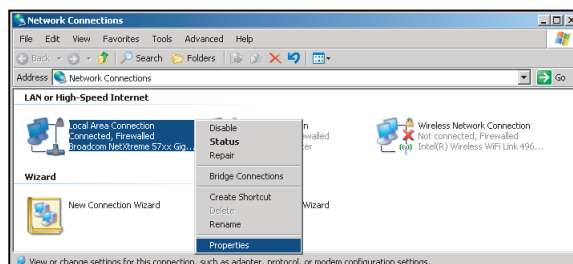 Network Connections
File Edit View Favorites Tools Advanced Help
Back Search Folders
Address Network Connections Go
LAN or High-Speed Internet
Local Area Connection
Connected, Firewalled
Broadcom NetXtreme 57xx Gig...
Disable
Status
Repair
Bridge Connections
Create Shortcut
Delete
Rename
Properties
n
ewalled
ter
Wireless Network Connection
Not connected, Firewalled
Intel(R) Wireless WiFi Link 496...
Wizard
New Connection Wizard
Wizard
View or change settings for this connection, such as adapter, protocol, or modem configuration settings.